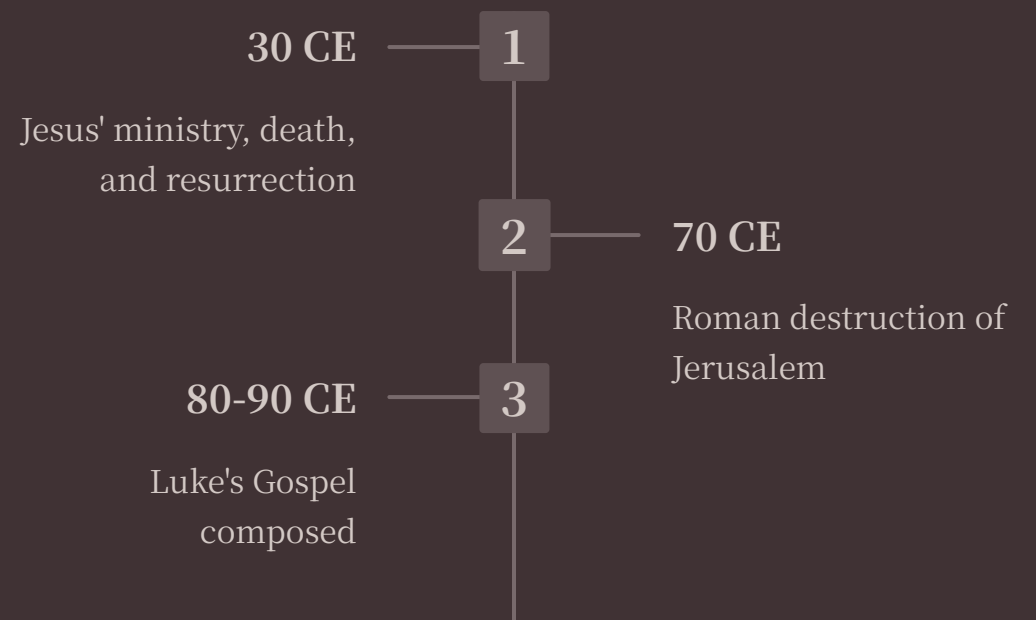 30 CE
1
Jesus' ministry, death,
and resurrection
2
70 CE
Roman destruction of
Jerusalem
80-90 CE
3
Luke's Gospel
composed